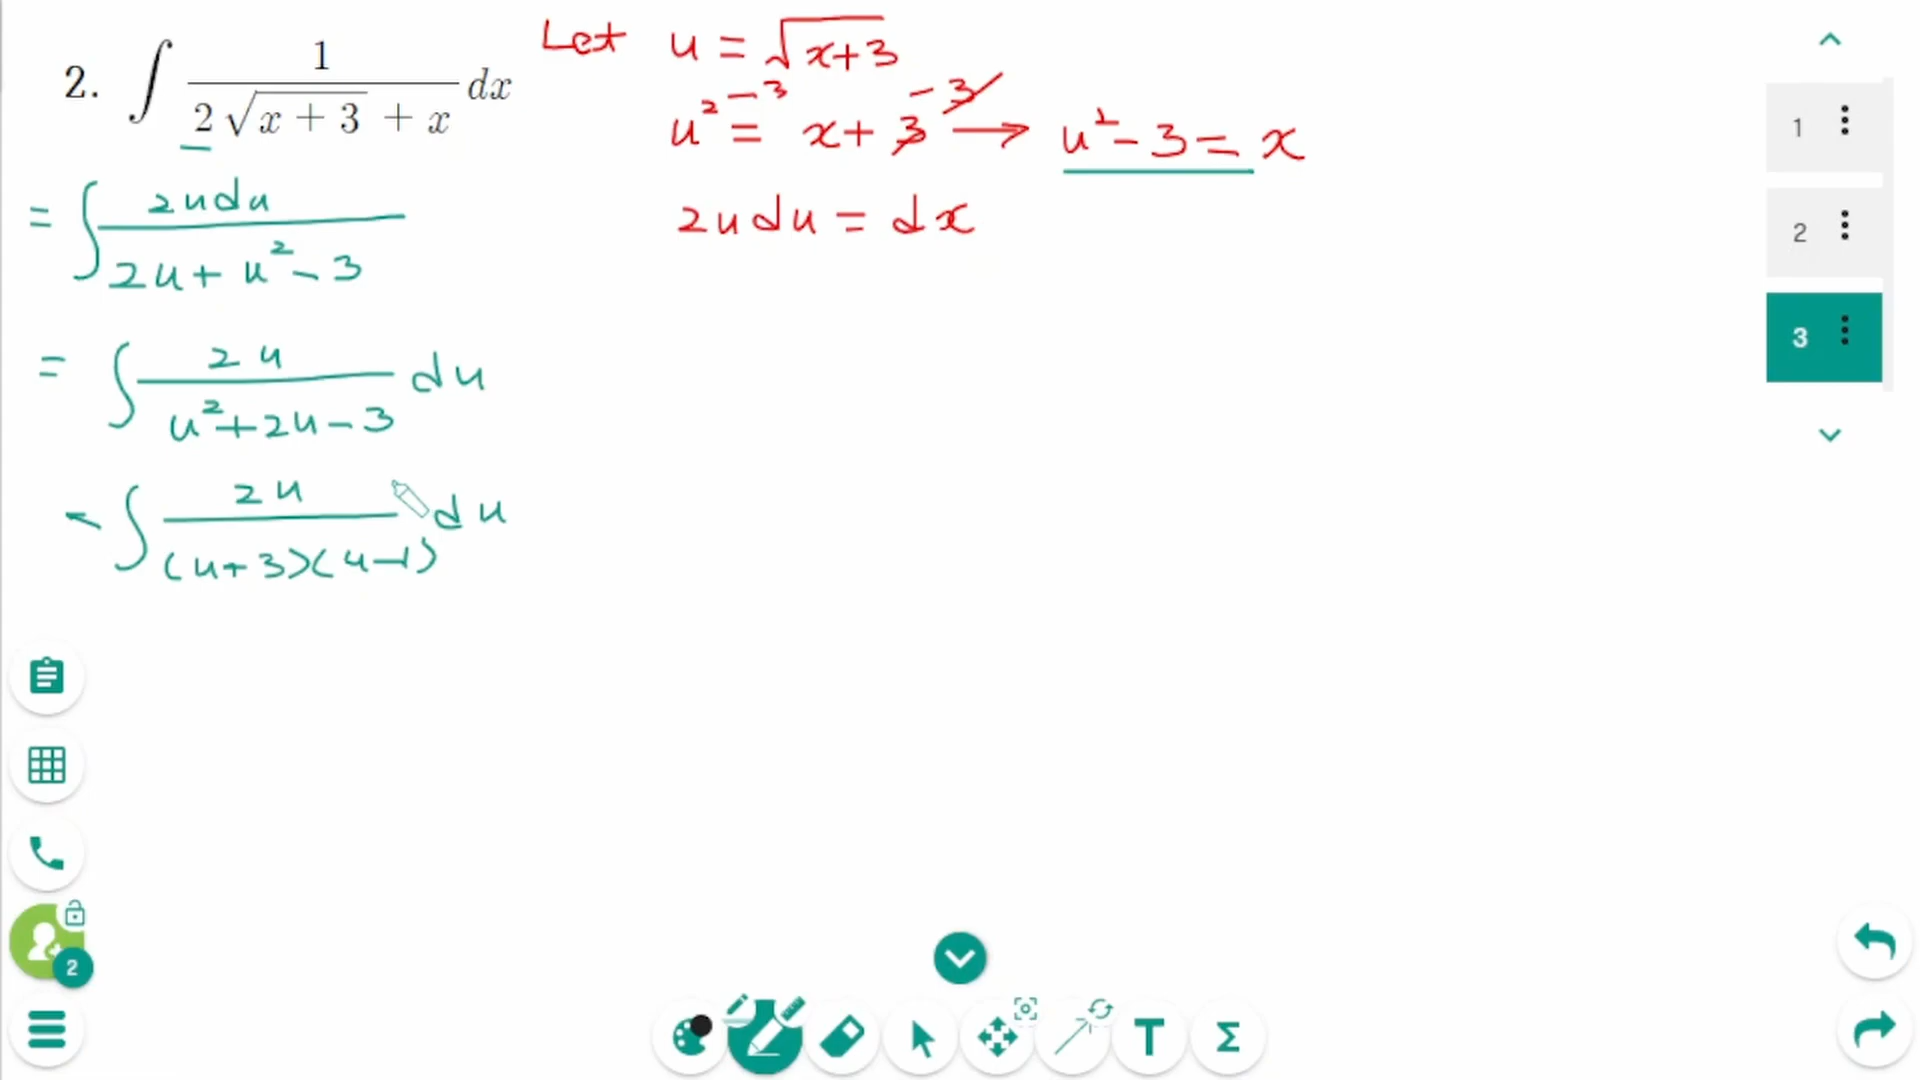 2. ∫ 1/(2√(x + 3) + x) dx
Let u = √(x+3)
u² - 3 = x + 3 - 3 → u² - 3 = x
2u du = dx
= ∫ 2u du/(2u + u² - 3)
= ∫ 2u/(u² + 2u - 3) du
= ∫ 2u/((u + 3)(u - 1)) du
1
2
3
2
T
Σ